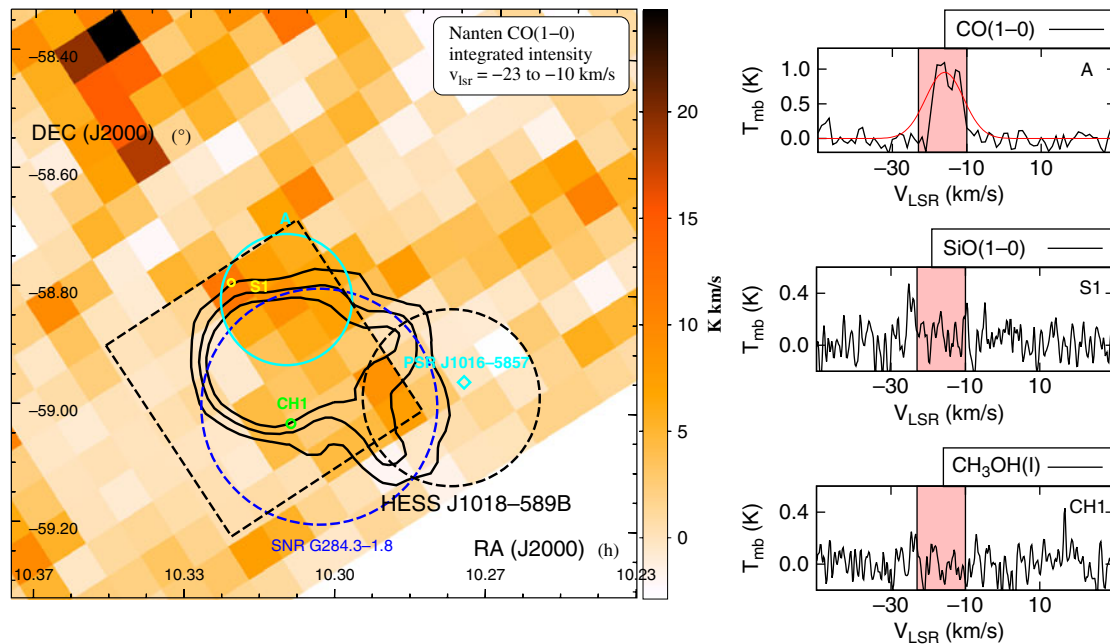 Nanten CO(1–0)
integrated intensity
v_lsr = −23 to −10 km/s
DEC (J2000) (°)
−58.40
−58.60
−58.80
−59.00
−59.20
A
S1
PSR J1016–5857
CH1
HESS J1018–589B
SNR G284.3–1.8
RA (J2000) (h)
10.37 10.33 10.30 10.27 10.23
20
15
10
5
0
K km/s
CO(1–0)
A
1.0
0.5
0.0
T_mb (K)
−30 −10 10
V_LSR (km/s)
SiO(1–0)
S1
0.4
0.0
T_mb (K)
−30 −10 10
V_LSR (km/s)
CH₃OH(I)
CH1
0.4
0.0
T_mb (K)
−30 −10 10
V_LSR (km/s)